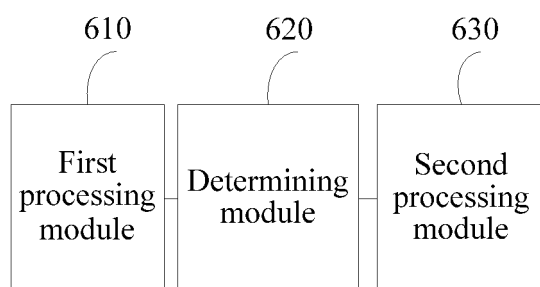 610
620
630
First
processing
module
Determining
module
Second
processing
module